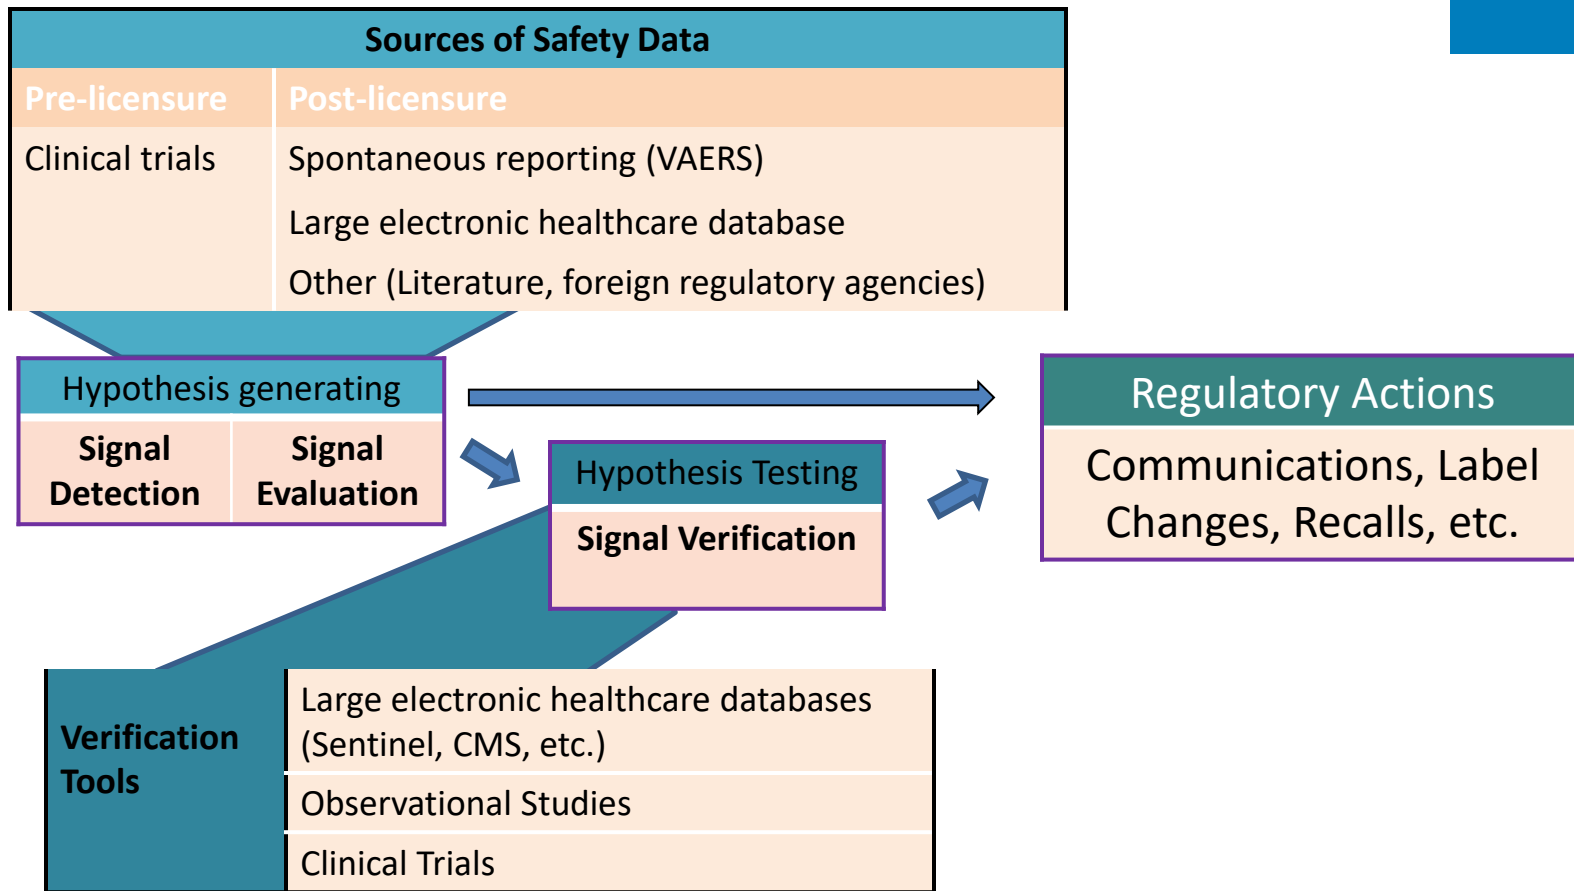 Sources of Safety Data
Pre-licensure
Post-licensure
Clinical trials
Spontaneous reporting (VAERS)
Large electronic healthcare database
Other (Literature, foreign regulatory agencies)
Hypothesis generating
Signal
Detection
Signal
Evaluation
Hypothesis Testing
Signal Verification
Regulatory Actions
Communications, Label
Changes, Recalls, etc.
Verification
Tools
Large electronic healthcare databases
(Sentinel, CMS, etc.)
Observational Studies
Clinical Trials